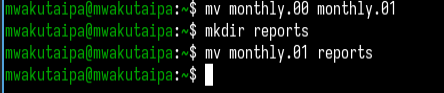 mwakutaipa@mwakutaipa:~$ mv monthly.00 monthly.01
mwakutaipa@mwakutaipa:~$ mkdir reports
mwakutaipa@mwakutaipa:~$ mv monthly.01 reports
mwakutaipa@mwakutaipa:~$